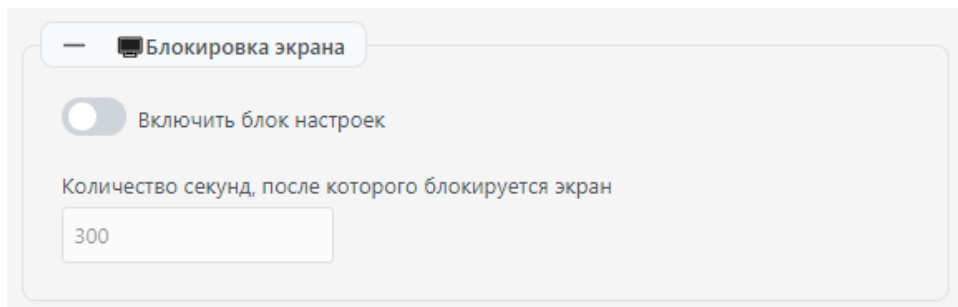 Блокировка экрана
Включить блок настроек
Количество секунд, после которого блокируется экран
300